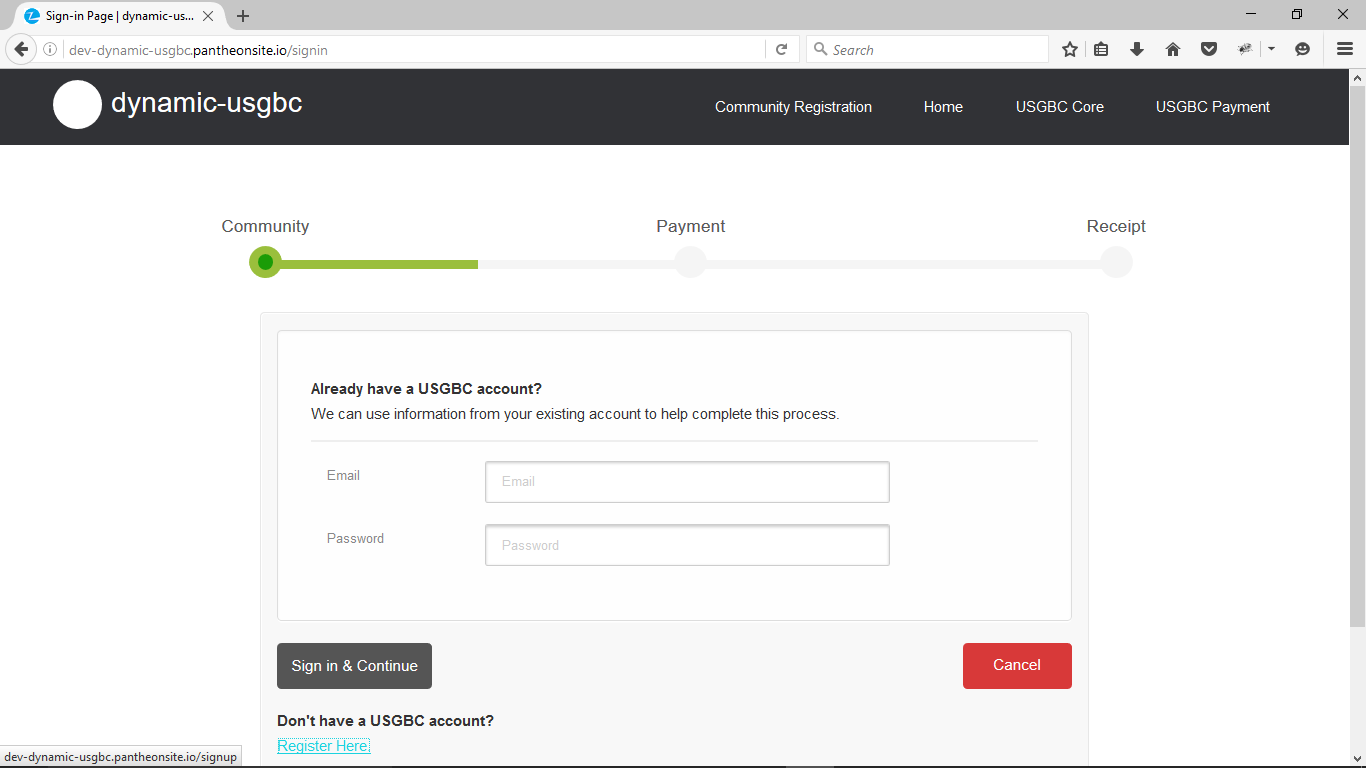 Sign-in Page | dynamic-us...
dev-dynamic-usgbc.pantheonsite.io/signin
Search
dynamic-usgbc
Community Registration
Home
USGBC Core
USGBC Payment
Community
Payment
Receipt
Already have a USGBC account?
We can use information from your existing account to help complete this process.
Email
Email
Password
Password
Sign in & Continue
Cancel
Don't have a USGBC account?
Register Here.
dev-dynamic-usgbc.pantheonsite.io/signup